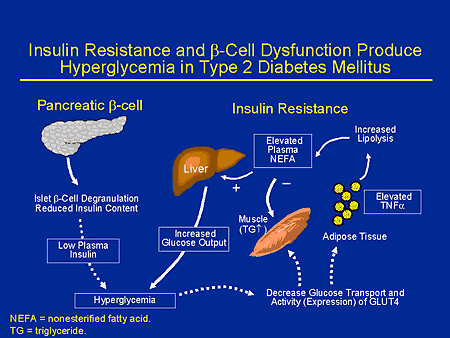 Insulin Resistance and β-Cell Dysfunction Produce
Hyperglycemia in Type 2 Diabetes Mellitus
Pancreatic β-cell
Insulin Resistance
Liver
Elevated
Plasma
NEFA
Increased
Lipolysis
+
–
Islet β-Cell Degranulation
Reduced Insulin Content
Elevated
TNFα
Muscle
(TG↑)
Adipose Tissue
Increased
Glucose Output
Low Plasma
Insulin
Hyperglycemia
Decrease Glucose Transport and
Activity (Expression) of GLUT4
NEFA = nonesterified fatty acid.
TG = triglyceride.